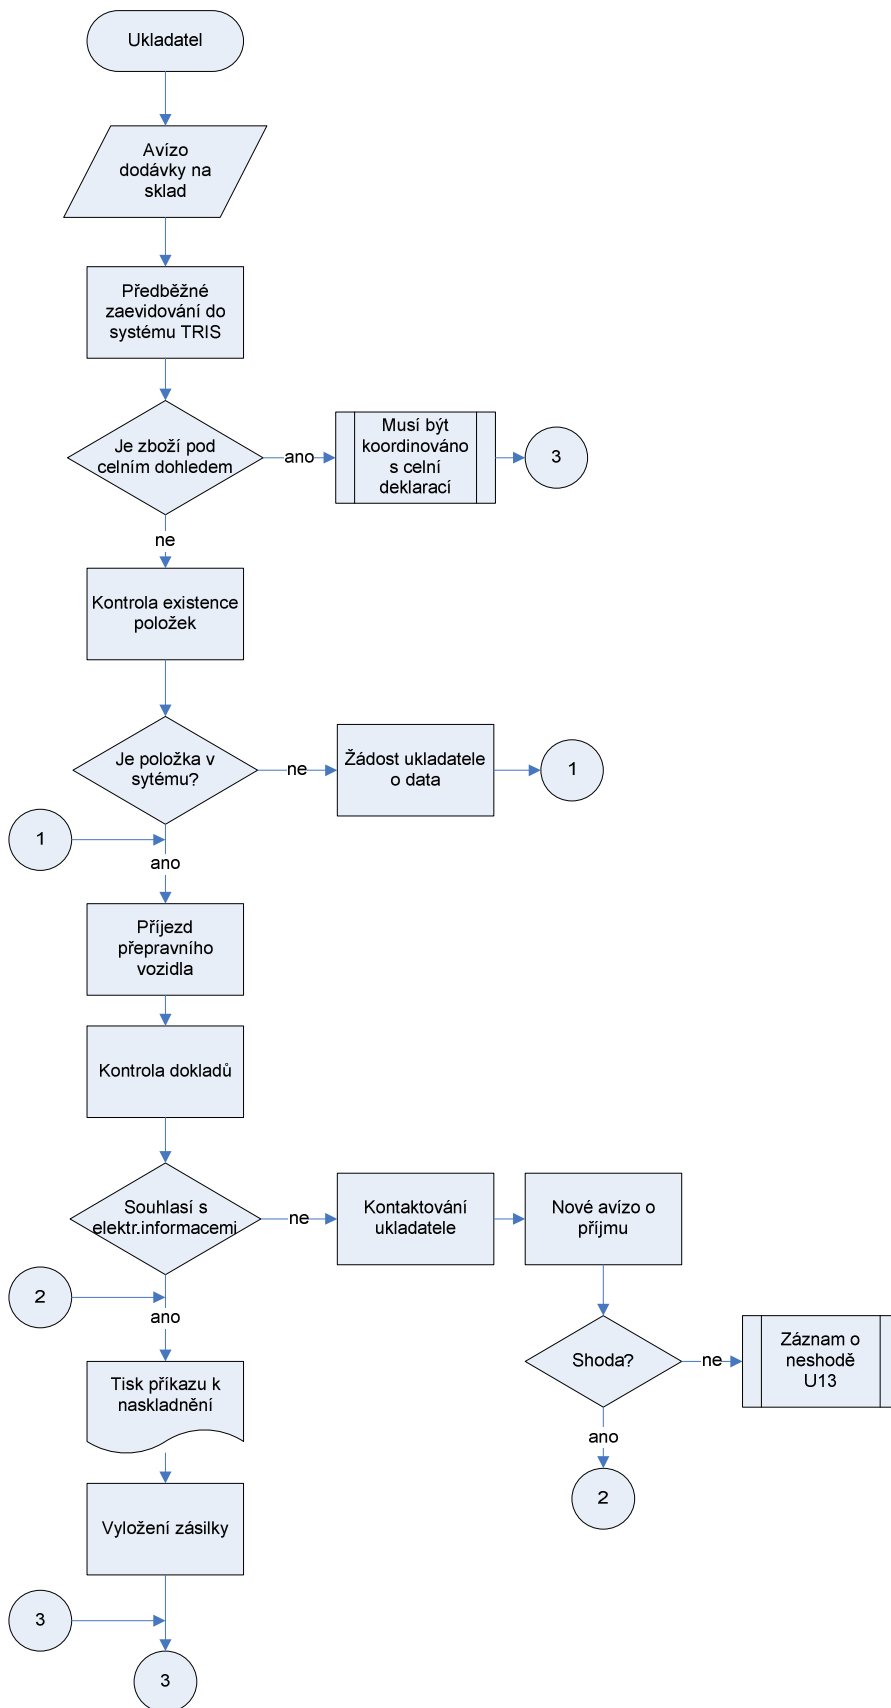 Ukladatel
Avízo
dodávky na
sklad
Předběžné
zaevidování do
systému TRIS
Je zboží pod
celním dohledem
ano
Musí být
koordinováno
s celní
deklarací
3
ne
Kontrola existence
položek
Je položka v
sytému?
ne
Žádost ukladatele
o data
1
1
ano
Příjezd
přepravního
vozidla
Kontrola dokladů
Souhlasí s
elektr.informacemi
ne
Kontaktování
ukladatele
Nové avízo o
příjmu
2
ano
Shoda?
ne
Záznam o
neshodě
U13
Tisk příkazu k
naskladnění
ano
2
Vyložení zásilky
3
3